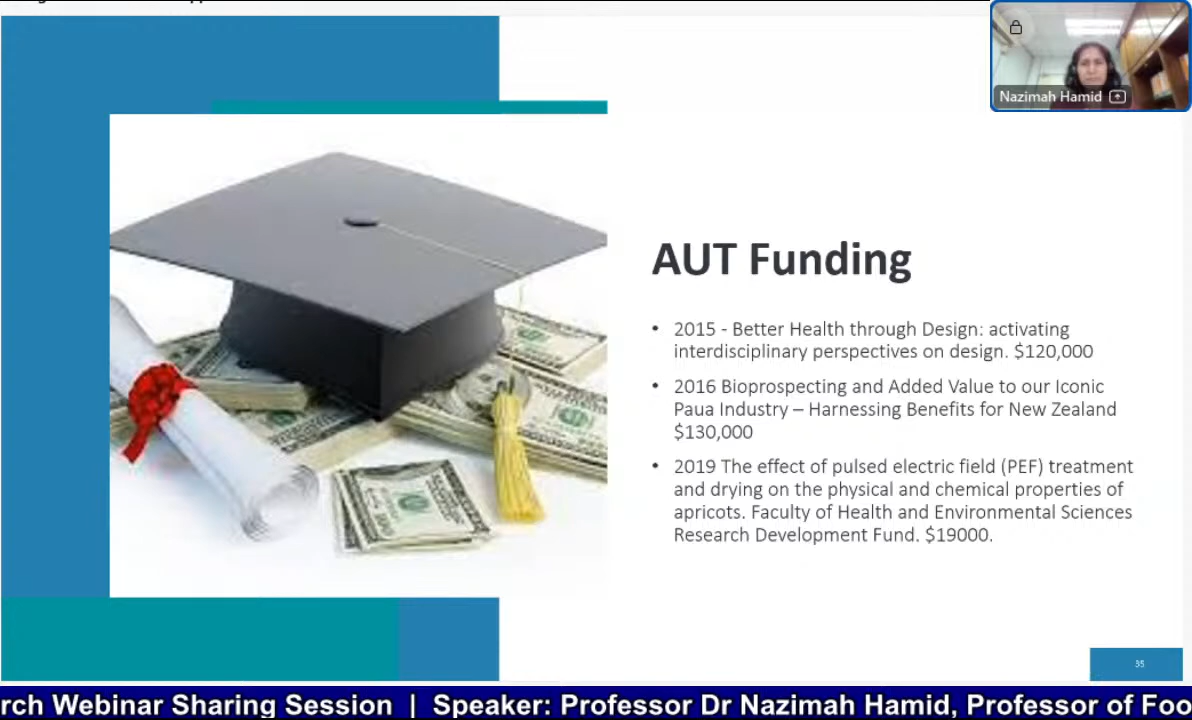 Nazimah Hamid
AUT Funding
• 2015 - Better Health through Design: activating
interdisciplinary perspectives on design. $120,000
• 2016 Bioprospecting and Added Value to our Iconic
Paua Industry – Harnessing Benefits for New Zealand
$130,000
• 2019 The effect of pulsed electric field (PEF) treatment
and drying on the physical and chemical properties of
apricots. Faculty of Health and Environmental Sciences
Research Development Fund. $19000.
35
rch Webinar Sharing Session | Speaker: Professor Dr Nazimah Hamid, Professor of Foo